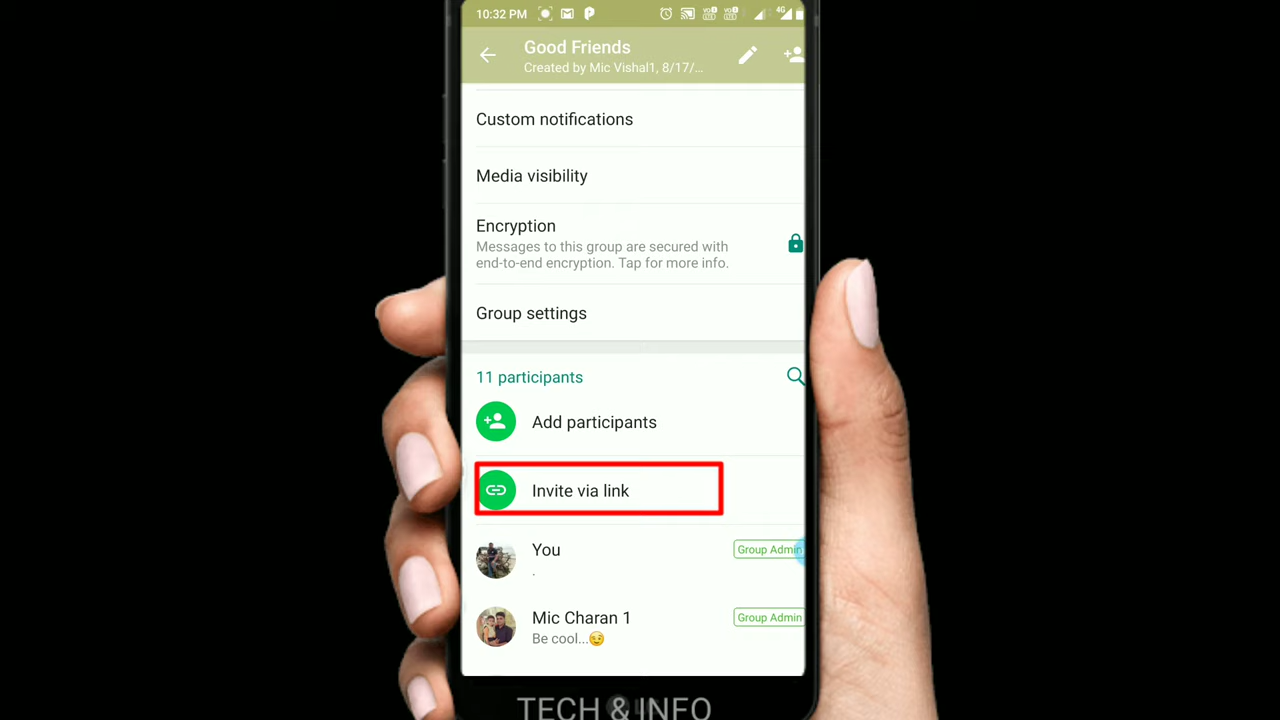 10:32 PM
4G
Good Friends
Created by Mic Vishal1, 8/17/...
Custom notifications
Media visibility
Encryption
Messages to this group are secured with
end-to-end encryption. Tap for more info.
Group settings
11 participants
Add participants
Invite via link
You
Group Admin
.
Mic Charan 1
Group Admin
Be cool...😉
TECH & INFO